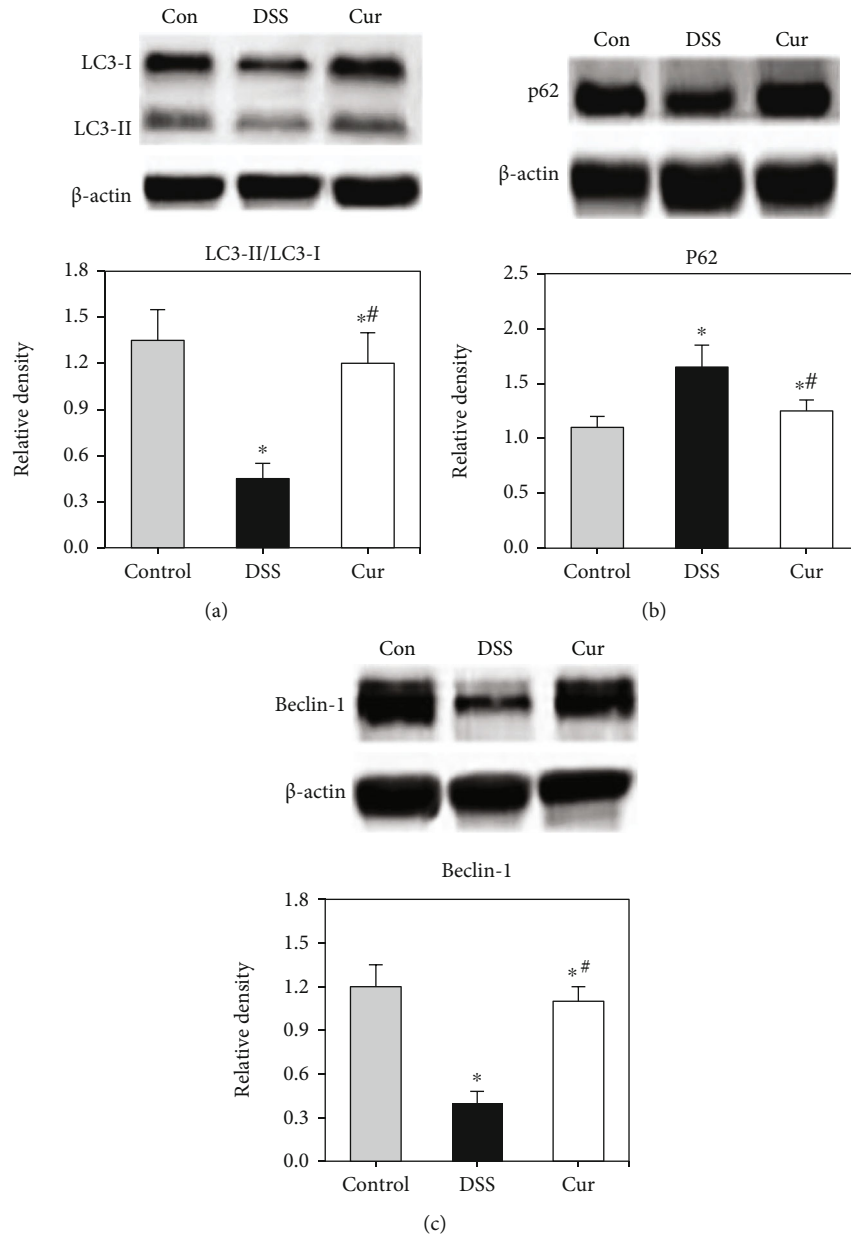 Con DSS Cur
LC3-I
LC3-II
β-actin
LC3-II/LC3-I
1.8
1.5
1.2
0.9
0.6
0.3
0.0
Relative density
*
*#
Control DSS Cur
(a)
Con DSS Cur
p62
β-actin
P62
2.5
2.0
1.5
1.0
0.5
0.0
Relative density
*
*#
Control DSS Cur
(b)
Con DSS Cur
Beclin-1
β-actin
Beclin-1
1.8
1.5
1.2
0.9
0.6
0.3
0.0
Relative density
*
*#
Control DSS Cur
(c)